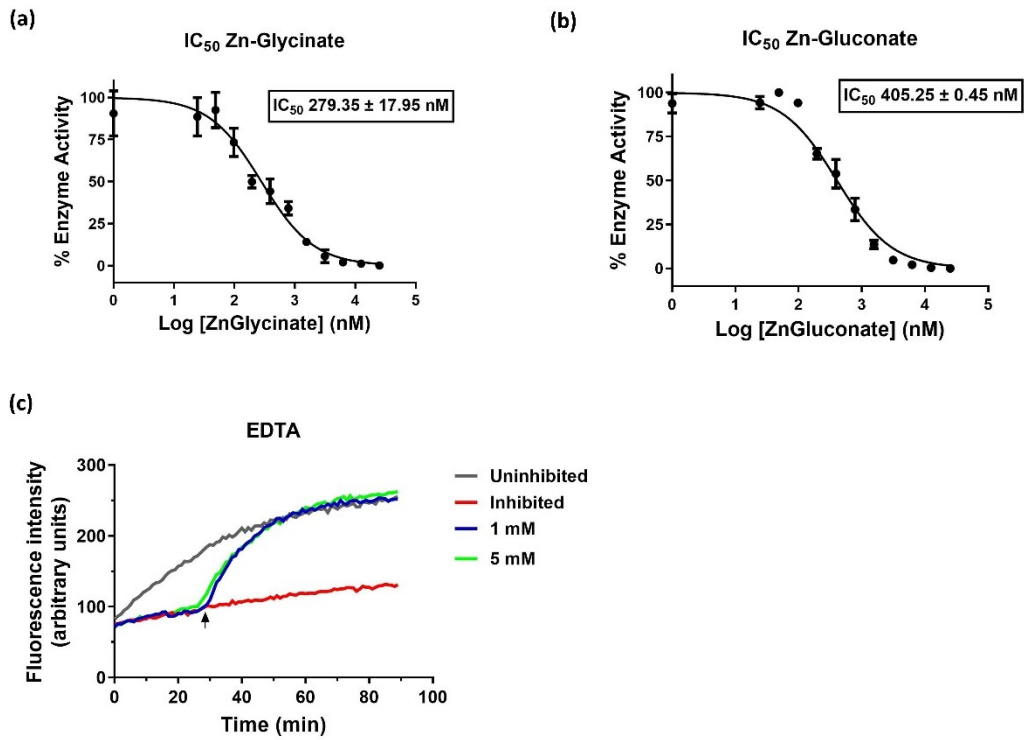 (a)
IC50 Zn-Glycinate
IC50 279.35 ± 17.95 nM
% Enzyme Activity
100
75
50
25
0
0 1 2 3 4 5
Log [ZnGlycinate] (nM)
(b)
IC50 Zn-Gluconate
IC50 405.25 ± 0.45 nM
% Enzyme Activity
100
75
50
25
0
0 1 2 3 4 5
Log [ZnGluconate] (nM)
(c)
EDTA
Fluorescence intensity
(arbitrary units)
300
200
100
0
0 20 40 60 80 100
Time (min)
Uninhibited
Inhibited
1 mM
5 mM